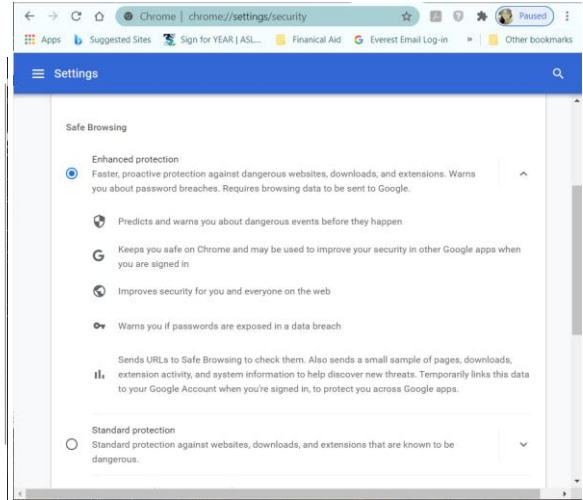 Chrome | chrome://settings/security
Paused
Apps
Suggested Sites
Sign for YEAR | ASL...
Finanical Aid
Everest Email Log-in
»
Other bookmarks
Settings
Safe Browsing
Enhanced protection
Faster, proactive protection against dangerous websites, downloads, and extensions. Warns
you about password breaches. Requires browsing data to be sent to Google.
Predicts and warns you about dangerous events before they happen
Keeps you safe on Chrome and may be used to improve your security in other Google apps when
you are signed in
Improves security for you and everyone on the web
Warns you if passwords are exposed in a data breach
Sends URLs to Safe Browsing to check them. Also sends a small sample of pages, downloads,
extension activity, and system information to help discover new threats. Temporarily links this data
to your Google Account when you're signed in, to protect you across Google apps.
Standard protection
Standard protection against websites, downloads, and extensions that are known to be
dangerous.